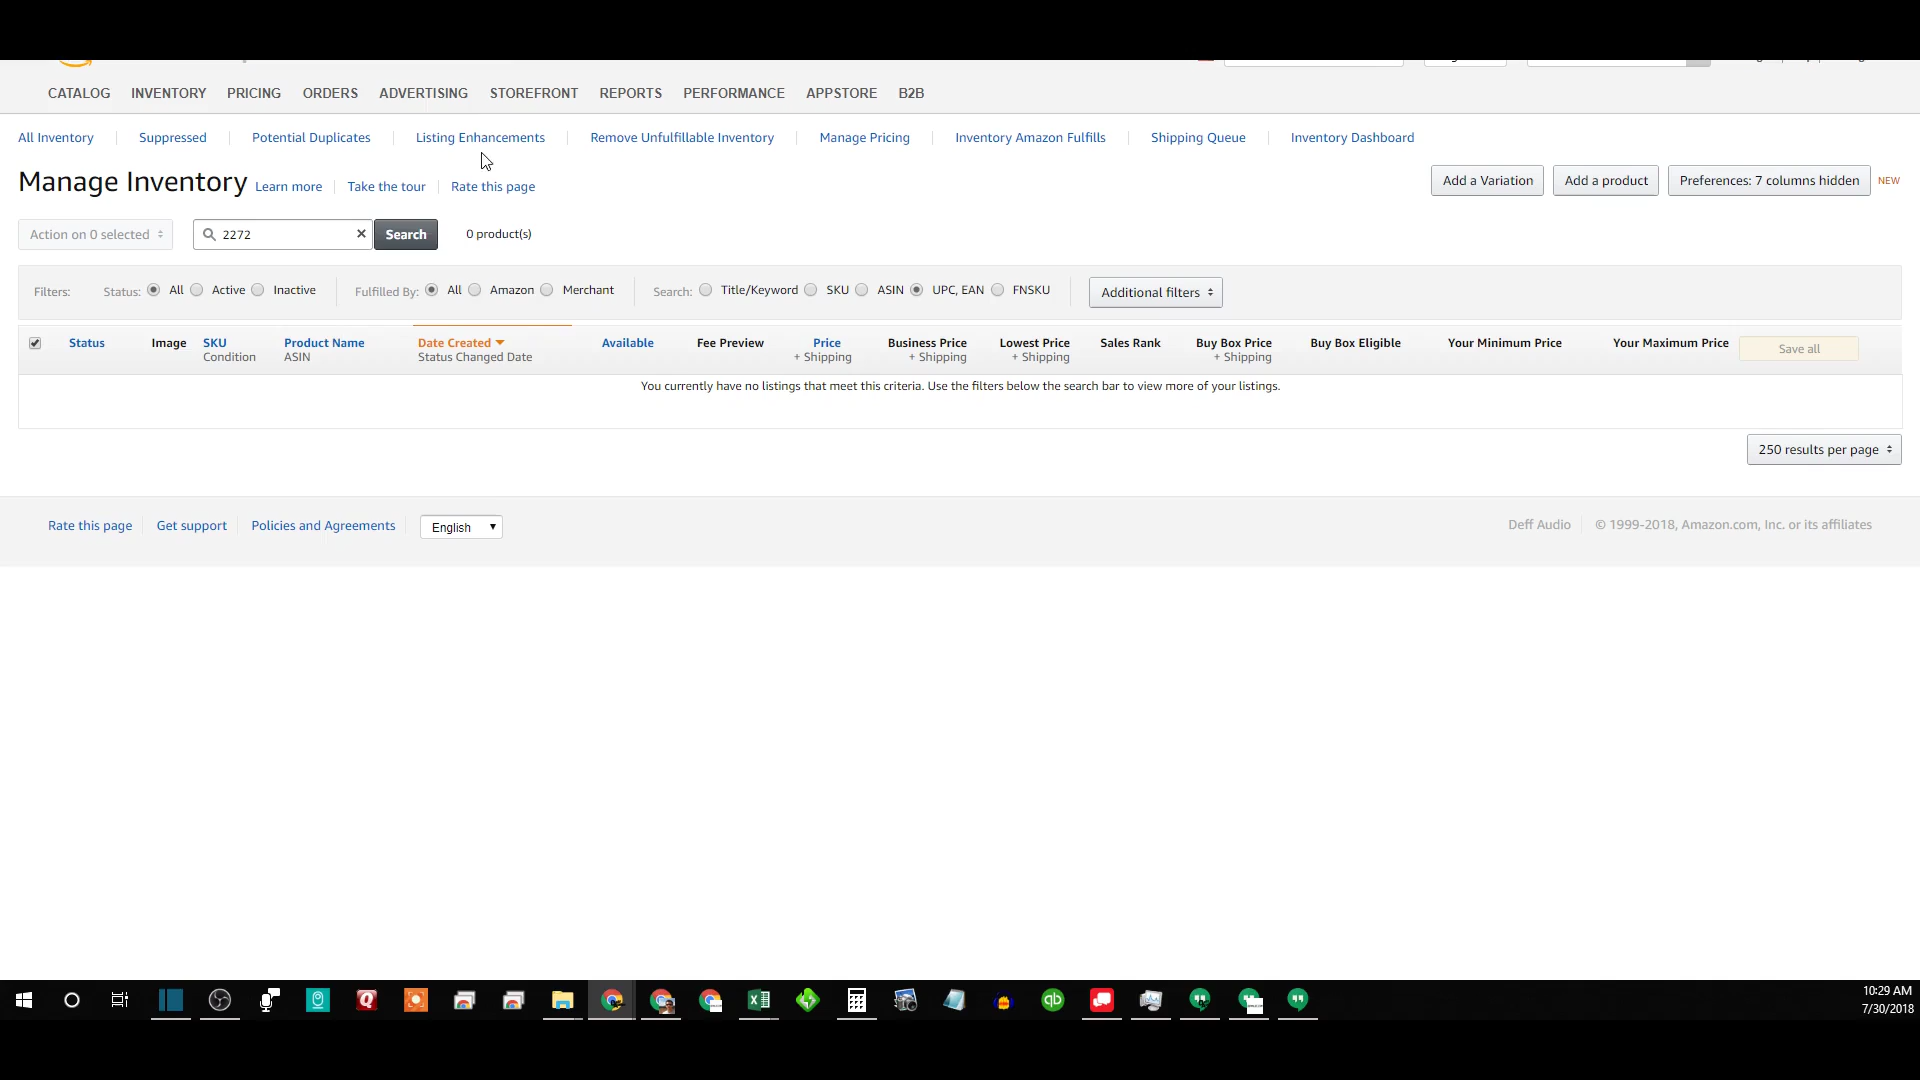 CATALOG INVENTORY PRICING ORDERS ADVERTISING STOREFRONT REPORTS PERFORMANCE APPSTORE B2B
All Inventory Suppressed Potential Duplicates Listing Enhancements Remove Unfulfillable Inventory Manage Pricing Inventory Amazon Fulfills Shipping Queue Inventory Dashboard
Manage Inventory Learn more Take the tour Rate this page Add a Variation Add a product Preferences: 7 columns hidden NEW
Action on 0 selected 2272 Search 0 product(s)
Filters: Status: All Active Inactive Fulfilled By: All Amazon Merchant Search: Title/Keyword SKU ASIN UPC, EAN FNSKU Additional filters
Status Image SKU Product Name Date Created Available Fee Preview Price Business Price Lowest Price Sales Rank Buy Box Price Buy Box Eligible Your Minimum Price Your Maximum Price Save all
Condition ASIN Status Changed Date + Shipping + Shipping + Shipping + Shipping
You currently have no listings that meet this criteria. Use the filters below the search bar to view more of your listings.
250 results per page
Rate this page Get support Policies and Agreements English Deff Audio © 1999-2018, Amazon.com, Inc. or its affiliates
10:29 AM
7/30/2018